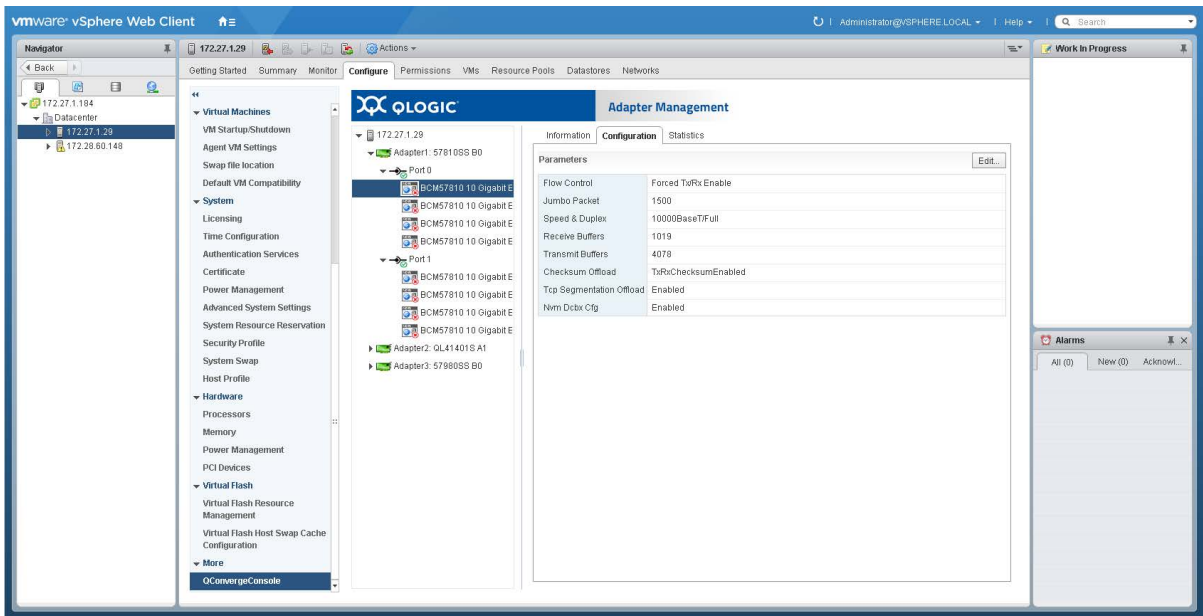 vmware® vSphere Web Client
Administrator@VSPHERE.LOCAL
Help
Search
Navigator
Back
172.27.1.184
Datacenter
172.27.1.29
172.28.60.148
172.27.1.29
Actions
Getting Started Summary Monitor Configure Permissions VMs Resource Pools Datastores Networks
Virtual Machines
VM Startup/Shutdown
Agent VM Settings
Swap file location
Default VM Compatibility
System
Licensing
Time Configuration
Authentication Services
Certificate
Power Management
Advanced System Settings
System Resource Reservation
Security Profile
System Swap
Host Profile
Hardware
Processors
Memory
Power Management
PCI Devices
Virtual Flash
Virtual Flash Resource
Management
Virtual Flash Host Swap Cache
Configuration
More
QConvergeConsole
QLOGIC
Adapter Management
172.27.1.29
Adapter1: 57810SS B0
Port 0
BCM57810 10 Gigabit E
BCM57810 10 Gigabit E
BCM57810 10 Gigabit E
BCM57810 10 Gigabit E
Port 1
BCM57810 10 Gigabit E
BCM57810 10 Gigabit E
BCM57810 10 Gigabit E
BCM57810 10 Gigabit E
Adapter2: QL41401S A1
Adapter3: 57980SS B0
Information Configuration Statistics
Parameters
Edit...
Flow Control Forced Tx/Rx Enable
Jumbo Packet 1500
Speed & Duplex 10000BaseT/Full
Receive Buffers 1019
Transmit Buffers 4078
Checksum Offload TxRxChecksumEnabled
Tcp Segmentation Offload Enabled
Nvm Dcbx Cfg Enabled
Work In Progress
Alarms
All (0) New (0) Acknowl...